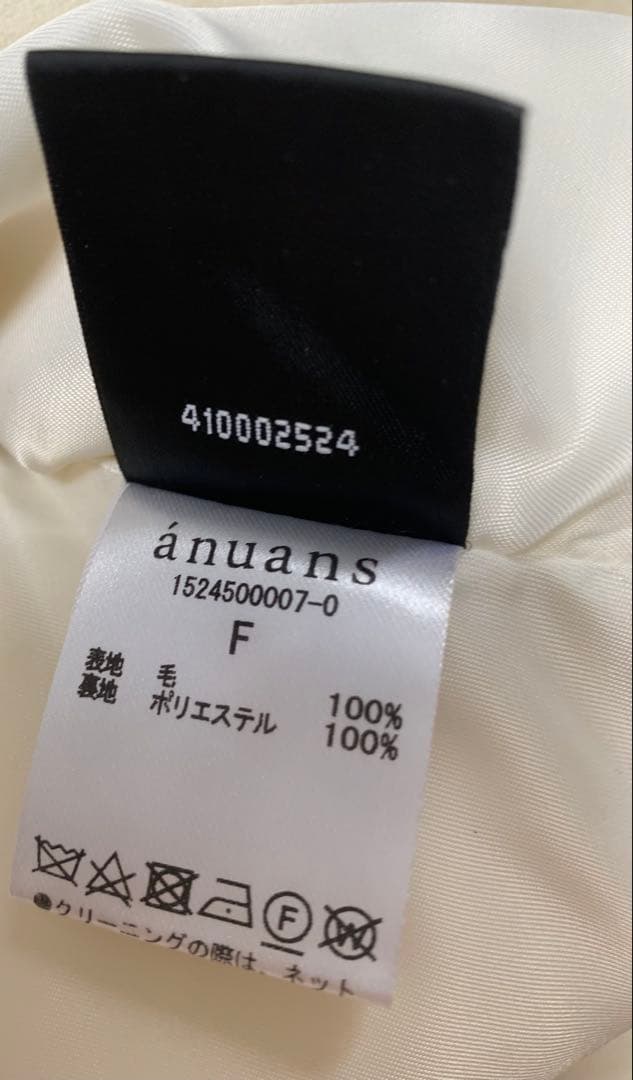 410002524
ánuans
1524500007-0
F
表地 毛 100%
裏地 ポリエステル 100%
F W
●クリーニングの際は、ネット